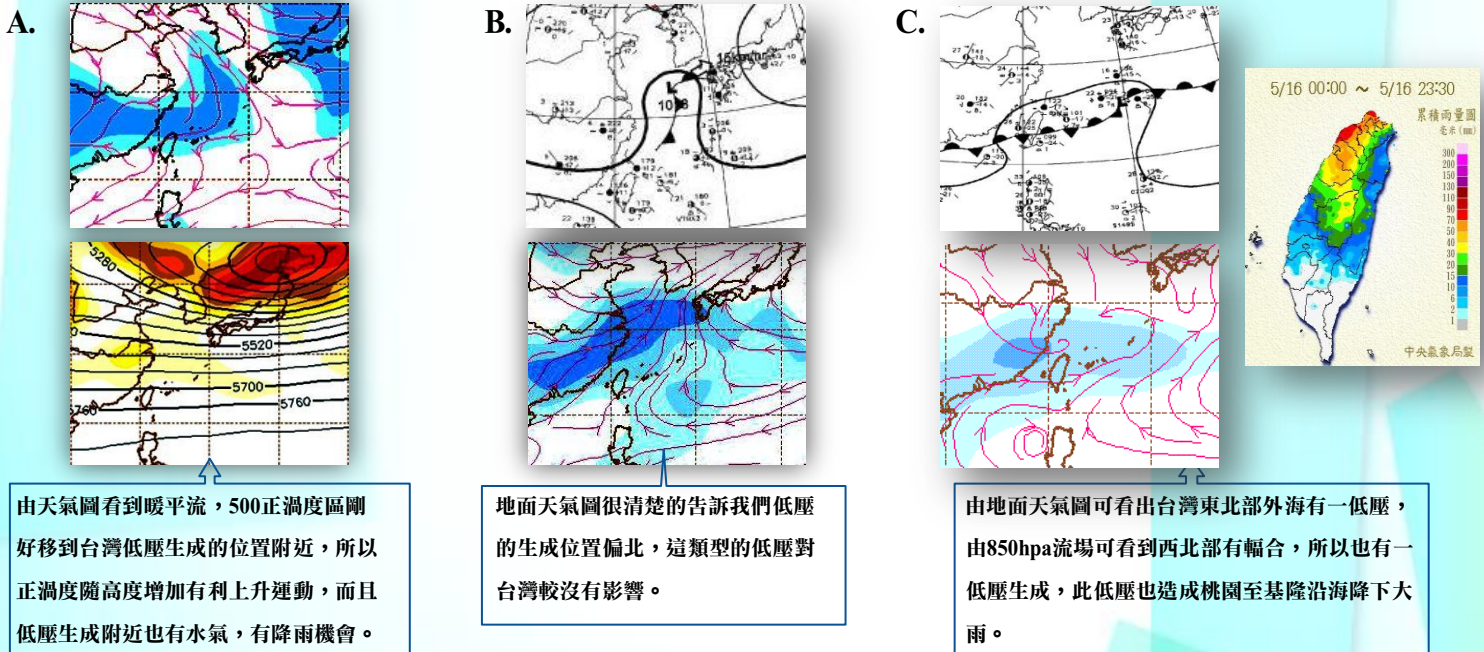 A.
B.
C.
5280
5520
5700
5760
5760
15km/hr
L
5/16 00:00 ~ 5/16 23:30
累積雨量圖
毫米(mm)
300
200
150
130
110
90
70
50
40
30
20
15
10
6
2
1
中央氣象局製
由天氣圖看到暖平流，500正渦度區剛
好移到台灣低壓生成的位置附近，所以
正渦度隨高度增加有利上升運動，而且
低壓生成附近也有水氣，有降雨機會。
地面天氣圖很清楚的告訴我們低壓
的生成位置偏北，這類型的低壓對
台灣較沒有影響。
由地面天氣圖可看出台灣東北部外海有一低壓，
由850hpa流場可看到西北部有輻合，所以也有一
低壓生成，此低壓也造成桃園至基隆沿海降下大
雨。